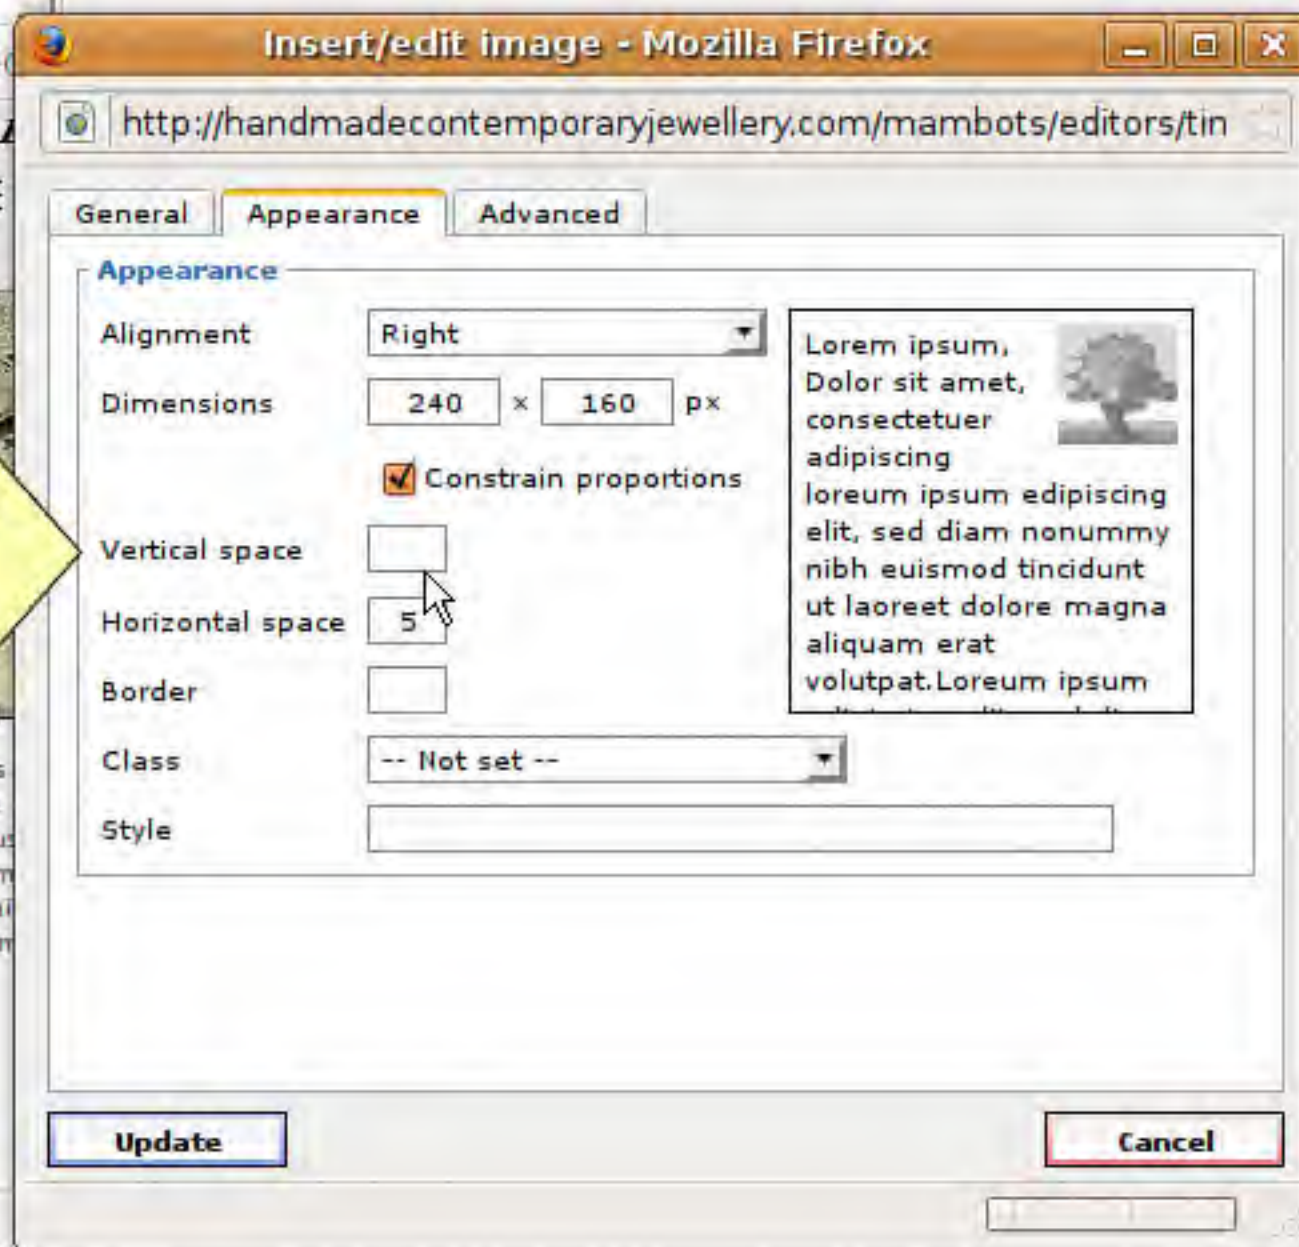 Insert/edit image - Mozilla Firefox
http://handmadecontemporaryjewellery.com/mambots/editors/tin
General Appearance Advanced
Appearance
Alignment Right
Dimensions 240 × 160 px
Constrain proportions
Vertical space
Horizontal space 5
Border
Class -- Not set --
Style
Lorem ipsum,
Dolor sit amet,
consectetuer
adipiscing
loreum ipsum edipiscing
elit, sed diam nonummy
nibh euismod tincidunt
ut laoreet dolore magna
aliquam erat
volutpat.Loreum ipsum
Update Cancel